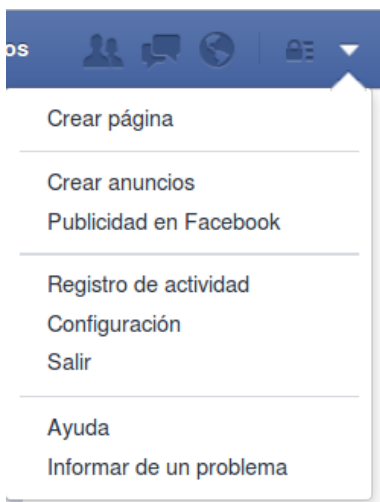 os
Crear página
Crear anuncios
Publicidad en Facebook
Registro de actividad
Configuración
Salir
Ayuda
Informar de un problema